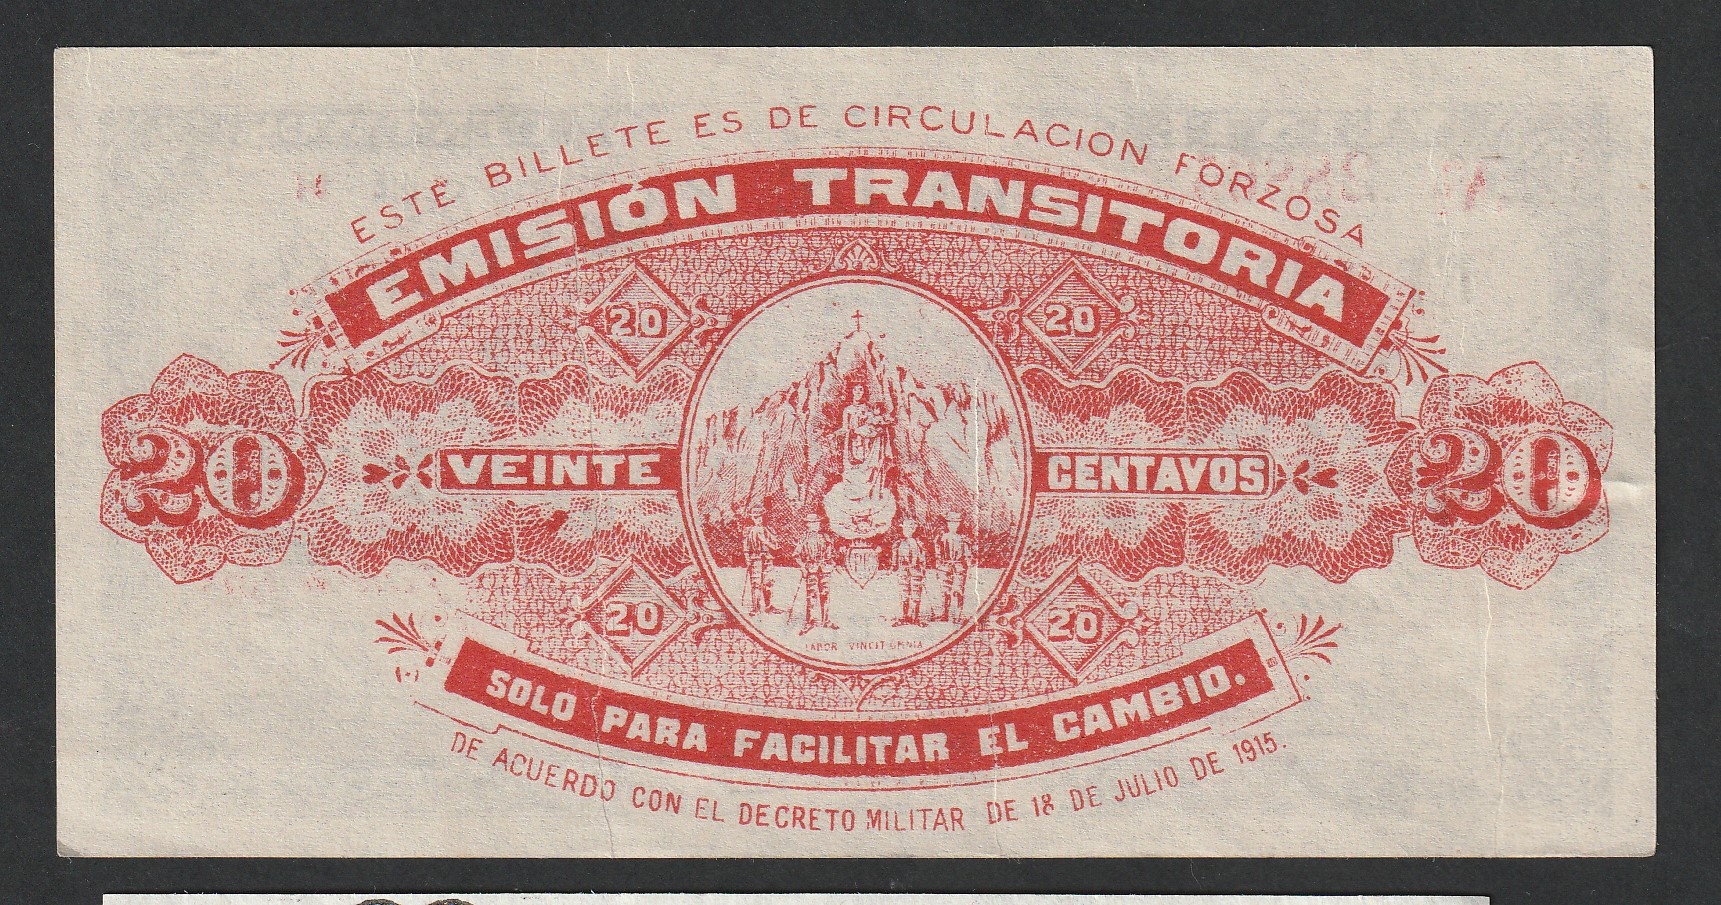 ESTE BILLETE ES DE CIRCULACION FORZOSA
EMISIÓN TRANSITORIA
20 20
20 VEINTE CENTAVOS 20
20 20
LABOR VINCIT OMNIA
SOLO PARA FACILITAR EL CAMBIO.
DE ACUERDO CON EL DECRETO MILITAR DE 18 DE JULIO DE 1915.